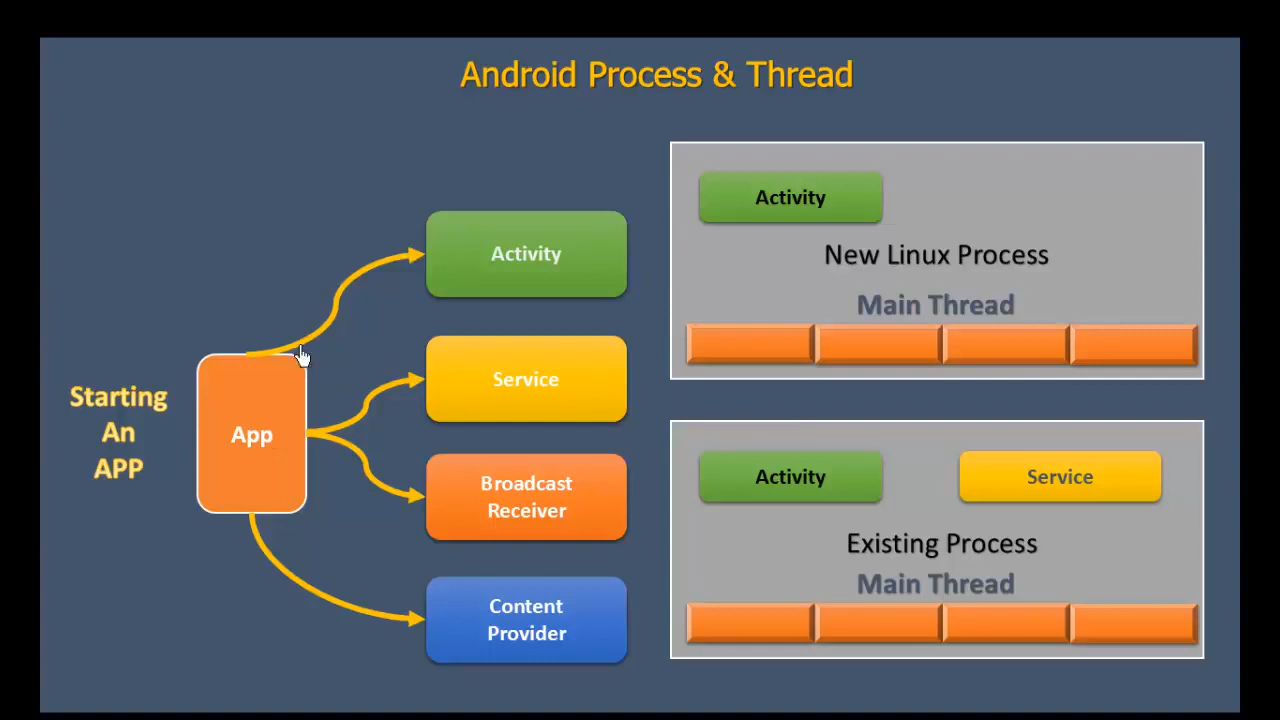 Android Process & Thread
Starting
An
APP
App
Activity
Service
Broadcast
Receiver
Content
Provider
Activity
New Linux Process
Main Thread
Activity
Service
Existing Process
Main Thread